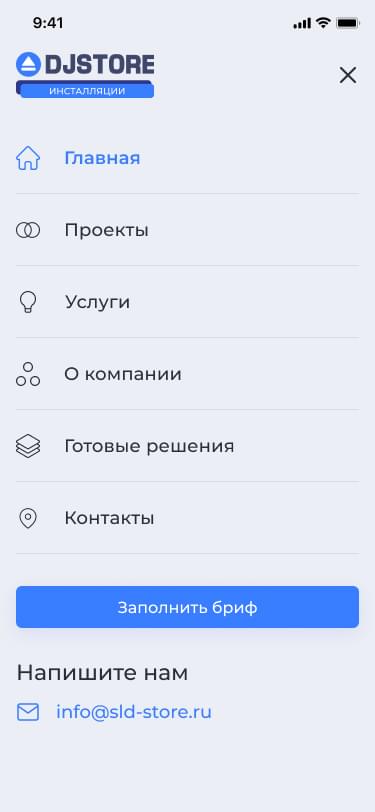 9:41
DJSTORE
ИНСТАЛЛЯЦИИ
Главная
Проекты
Услуги
О компании
Готовые решения
Контакты
Заполнить бриф
Напишите нам
info@sld-store.ru